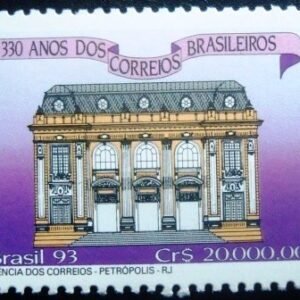 330 ANOS DOS CORREIOS BRASILEIROS
Brasil 93 Cr$ 20.000,00
AGÊNCIA DOS CORREIOS - PETRÓPOLIS - RJ